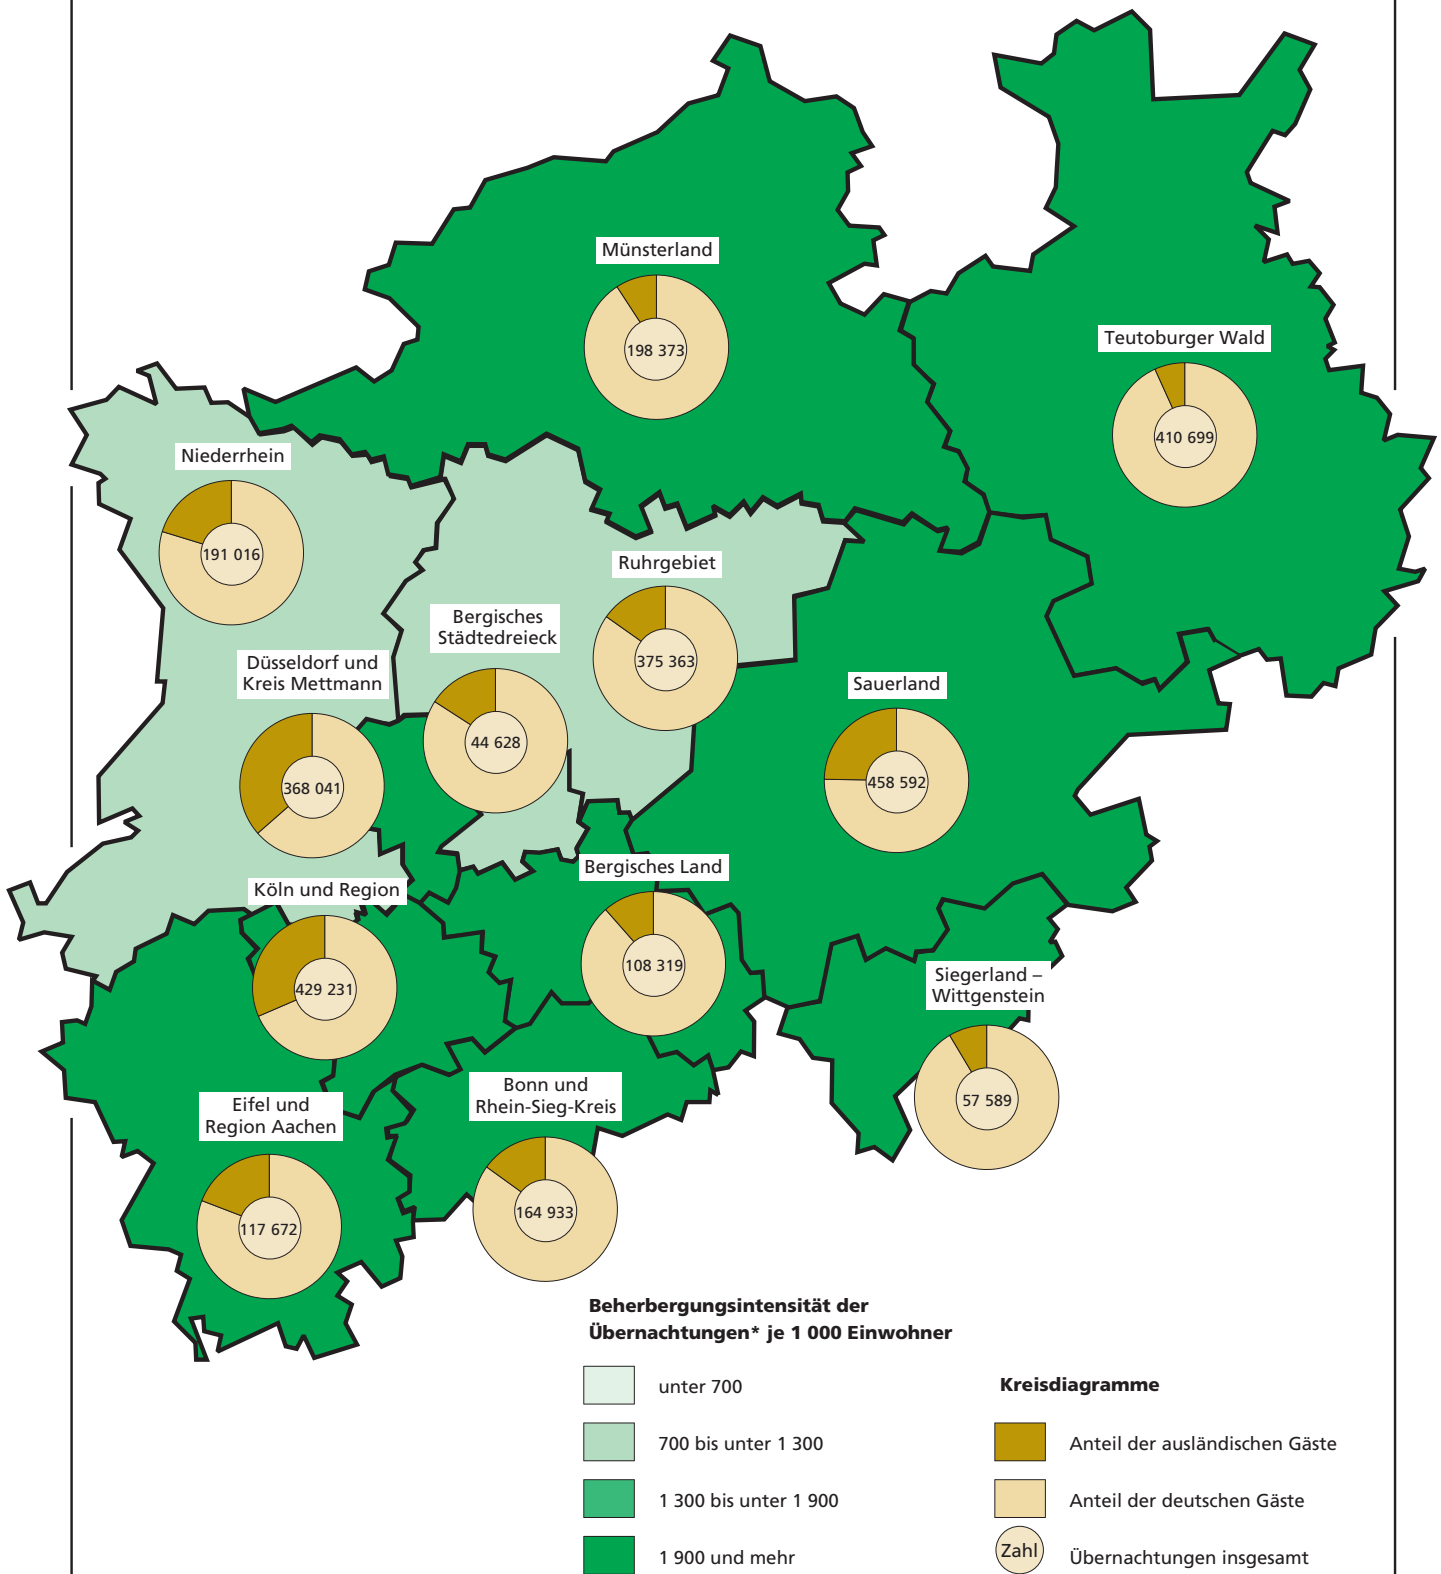 Münsterland
198 373
Teutoburger Wald
410 699
Niederrhein
191 016
Ruhrgebiet
375 363
Bergisches
Städtedreieck
44 628
Düsseldorf und
Kreis Mettmann
368 041
Sauerland
458 592
Bergisches Land
108 319
Köln und Region
429 231
Siegerland –
Wittgenstein
57 589
Bonn und
Rhein-Sieg-Kreis
164 933
Eifel und
Region Aachen
117 672
Beherbergungsintensität der
Übernachtungen* je 1 000 Einwohner
unter 700
700 bis unter 1 300
1 300 bis unter 1 900
1 900 und mehr
Kreisdiagramme
Anteil der ausländischen Gäste
Anteil der deutschen Gäste
Zahl
Übernachtungen insgesamt